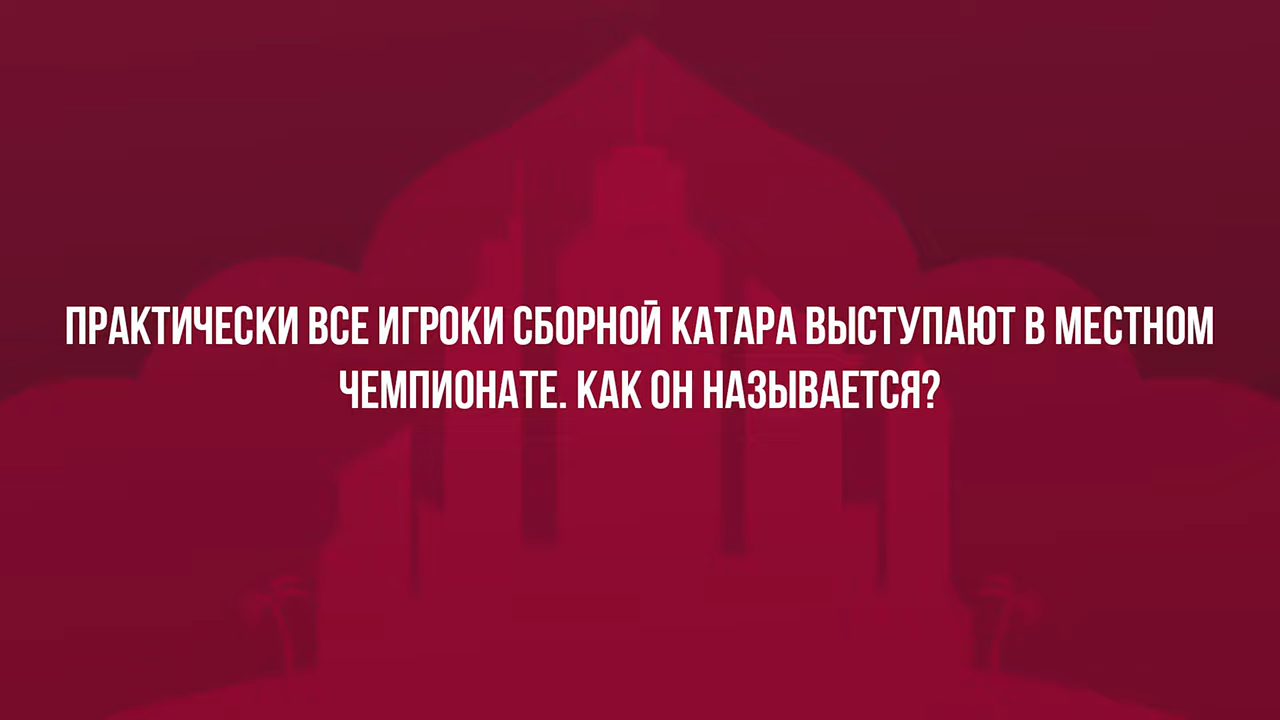 ПРАКТИЧЕСКИ ВСЕ ИГРОКИ СБОРНОЙ КАТАРА ВЫСТУПАЮТ В МЕСТНОМ
ЧЕМПИОНАТЕ. КАК ОН НАЗЫВАЕТСЯ?